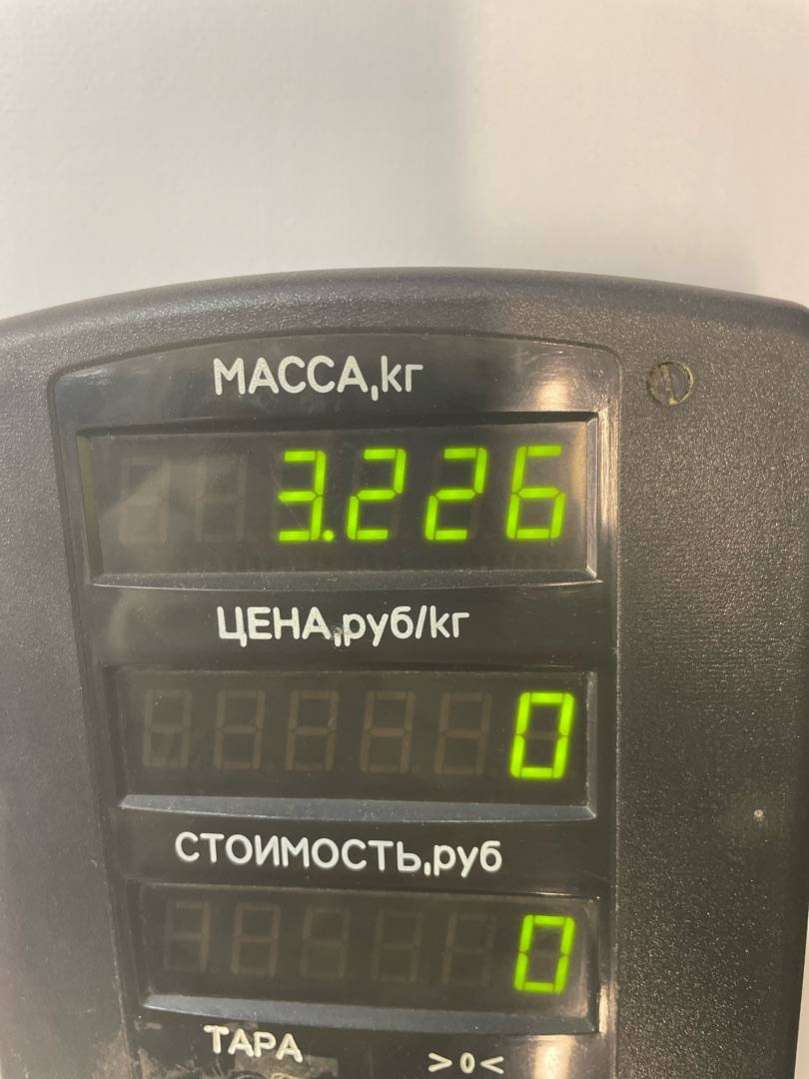 МАССА,кг
3.226
ЦЕНА,руб/кг
0
СТОИМОСТЬ,руб
0
ТАРА >0<